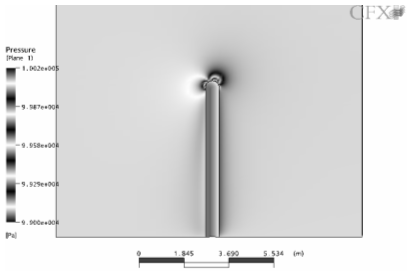 CFX
Pressure
(Plane 1)
1.002e+005
9.987e+004
9.958e+004
9.929e+004
9.900e+004
[Pa]
0 1.845 3.690 5.534 (m)